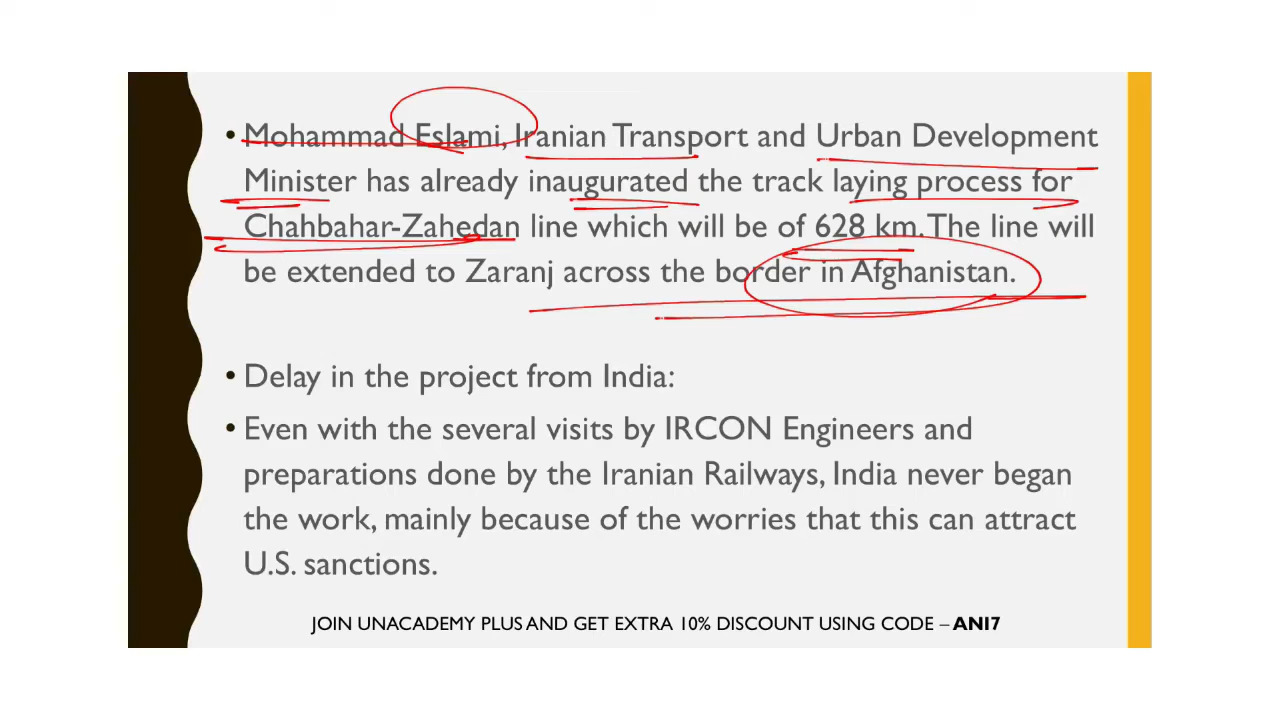 • Mohammad Eslami, Iranian Transport and Urban Development
Minister has already inaugurated the track laying process for
Chahbahar-Zahedan line which will be of 628 km. The line will
be extended to Zaranj across the border in Afghanistan.
• Delay in the project from India:
• Even with the several visits by IRCON Engineers and
preparations done by the Iranian Railways, India never began
the work, mainly because of the worries that this can attract
U.S. sanctions.
JOIN UNACADEMY PLUS AND GET EXTRA 10% DISCOUNT USING CODE – ANI7